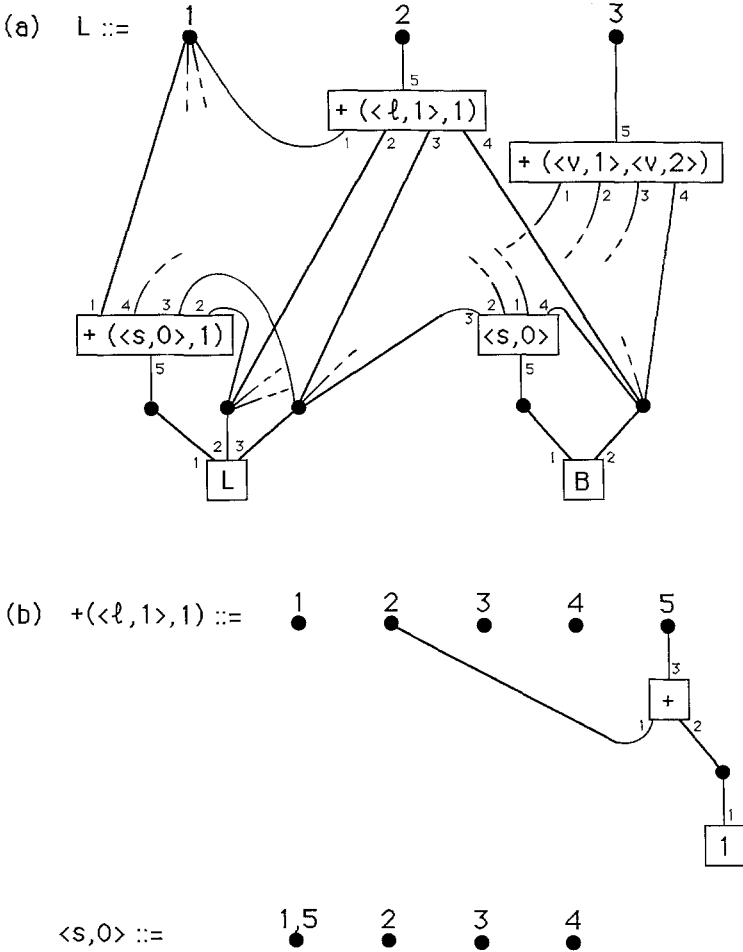 (a) L ::= 1 2 3
5
+ (<ℓ,1>,1)
1 2 3 4
5
+ (<v,1>,<v,2>)
1 2 3 4
1 4 3 2
+ (<s,0>,1)
5
3 2 1 4
<s,0>
5
1 2 3
L
1 2
B
(b) +(<ℓ,1>,1) ::= 1 2 3 4 5
3
+
1 2
1
1
<s,0> ::= 1,5 2 3 4